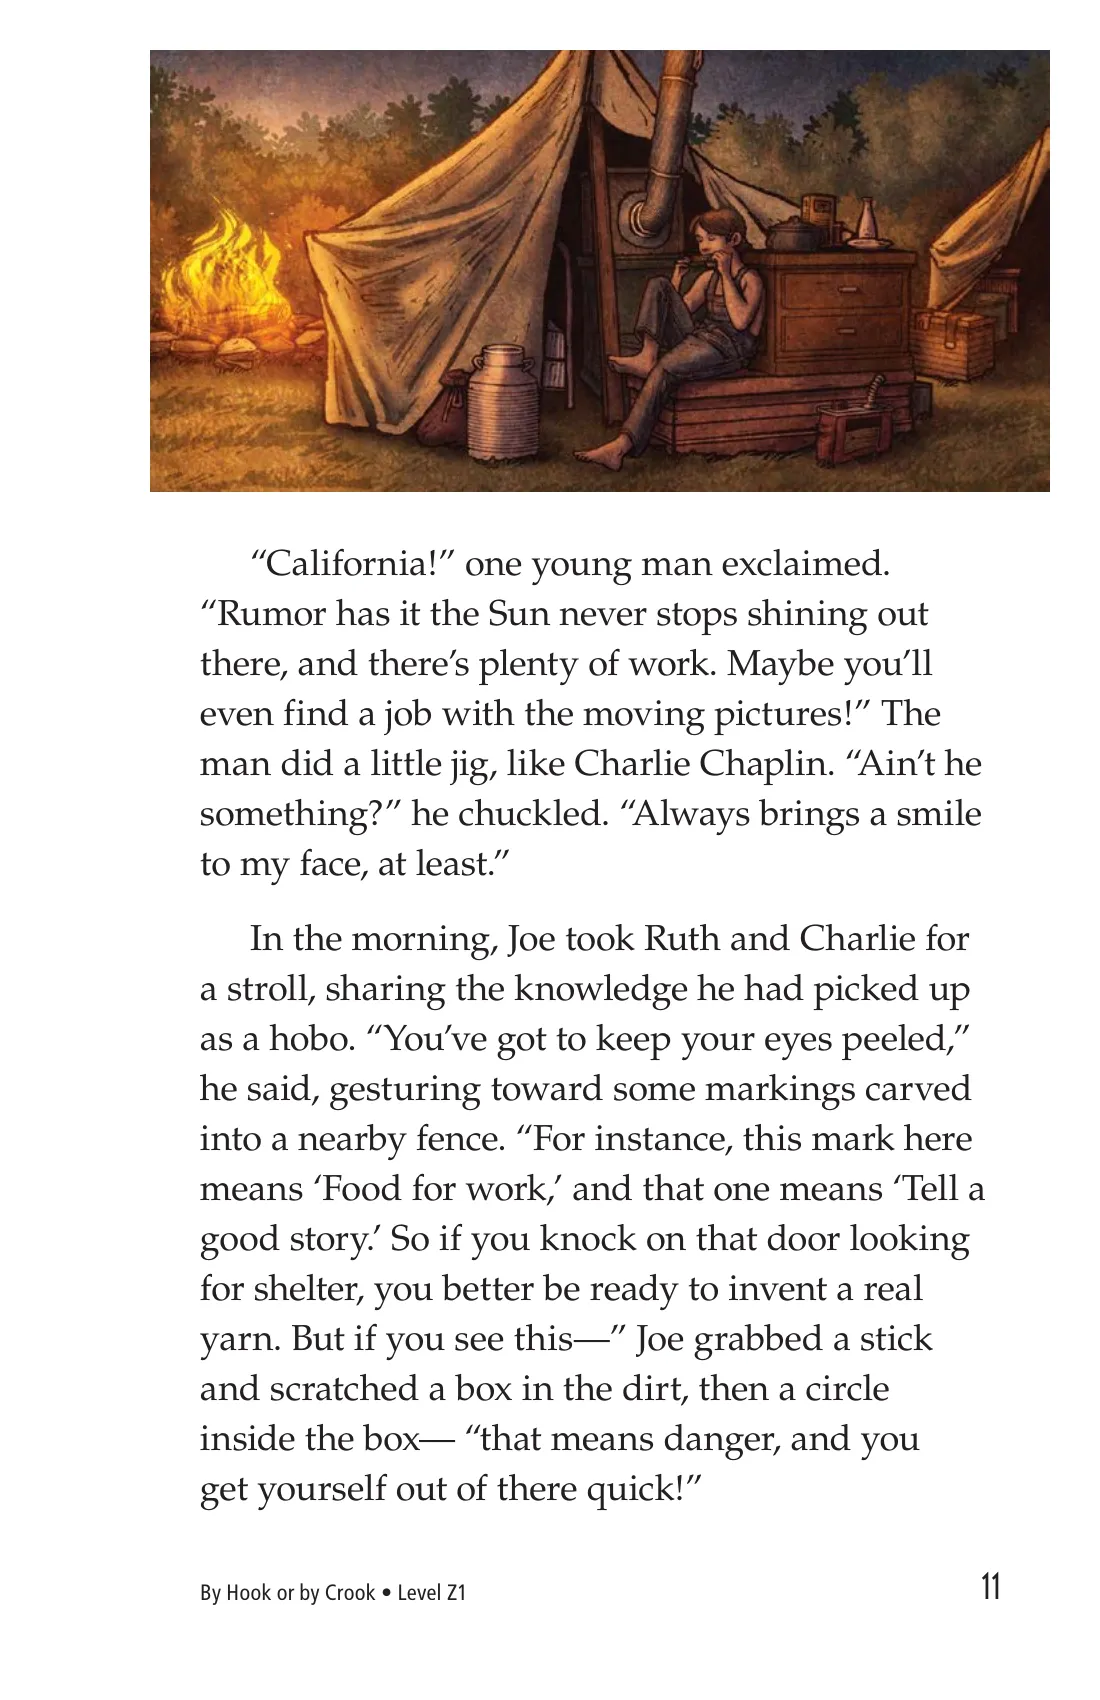 “California!” one young man exclaimed.
“Rumor has it the Sun never stops shining out
there, and there’s plenty of work. Maybe you’ll
even find a job with the moving pictures!” The
man did a little jig, like Charlie Chaplin. “Ain’t he
something?” he chuckled. “Always brings a smile
to my face, at least.”
In the morning, Joe took Ruth and Charlie for
a stroll, sharing the knowledge he had picked up
as a hobo. “You’ve got to keep your eyes peeled,”
he said, gesturing toward some markings carved
into a nearby fence. “For instance, this mark here
means ‘Food for work,’ and that one means ‘Tell a
good story.’ So if you knock on that door looking
for shelter, you better be ready to invent a real
yarn. But if you see this—” Joe grabbed a stick
and scratched a box in the dirt, then a circle
inside the box— “that means danger, and you
get yourself out of there quick!”
By Hook or by Crook • Level Z1
11